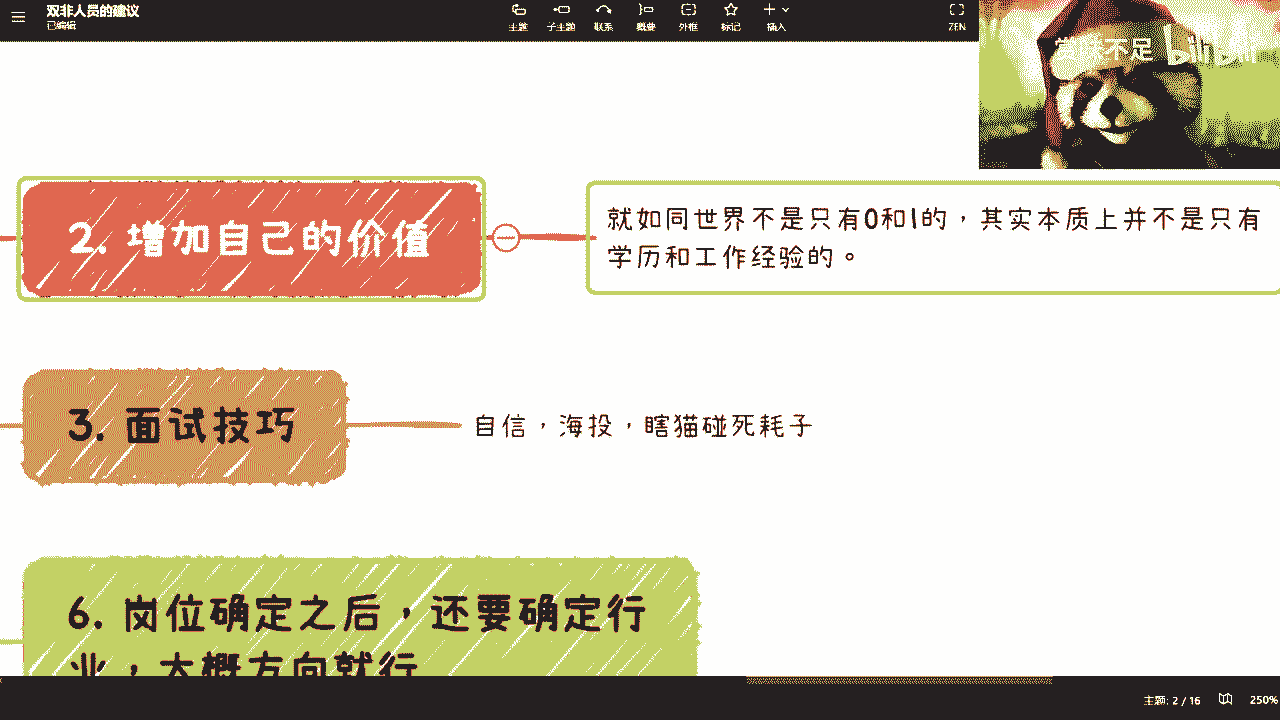 双非人员的建议
已编辑
主题 子主题 联系 概要 外框 标记 插入 ZEN
不足 bilibili
2. 增加自己的价值
就如同世界不是只有0和1的，其实本质上并不是只有
学历和工作经验的。
3. 面试技巧
自信，海投，瞎猫碰死耗子
6. 岗位确定之后，还要确定行
业，大概方向就行
主题: 2 / 16 250%